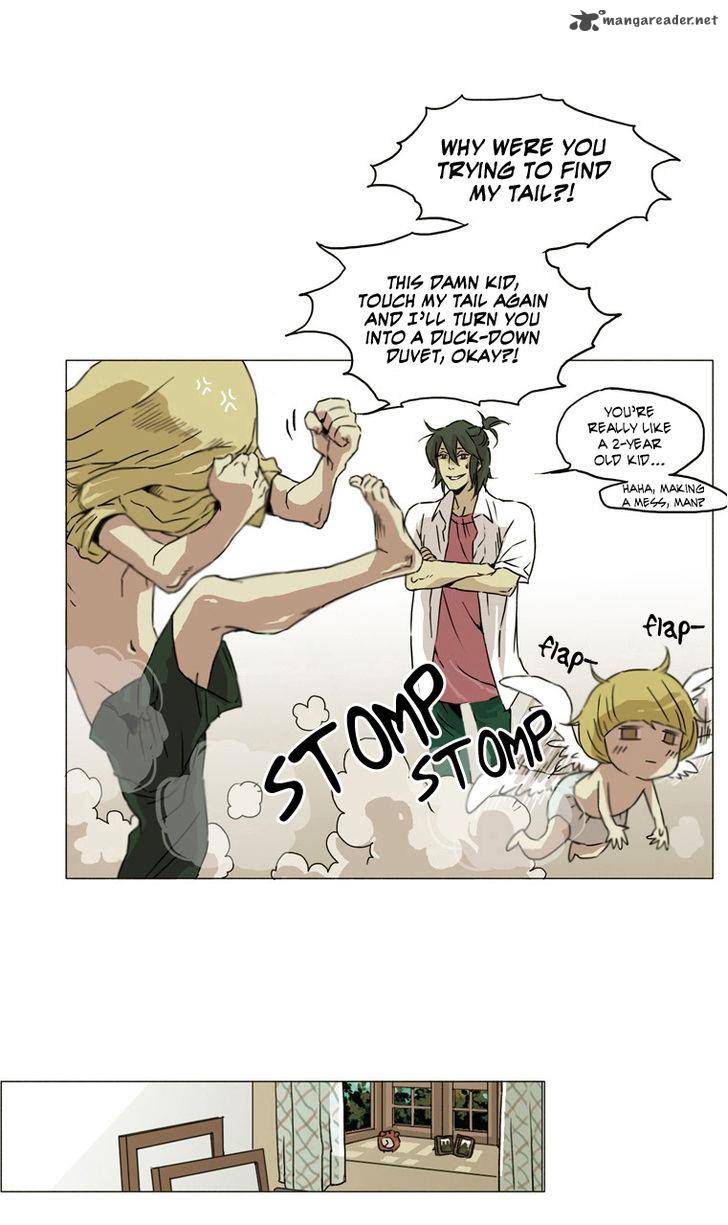 mangareader.net
WHY WERE YOU
TRYING TO FIND
MY TAIL?!
THIS DAMN KID,
TOUCH MY TAIL AGAIN
AND I'LL TURN YOU
INTO A DUCK-DOWN
DUVET, OKAY?!
YOU'RE
REALLY LIKE
A 2-YEAR
OLD KID...
HAHA, MAKING
A MESS, MAN?
flap-
flap-
STOMP
STOMP